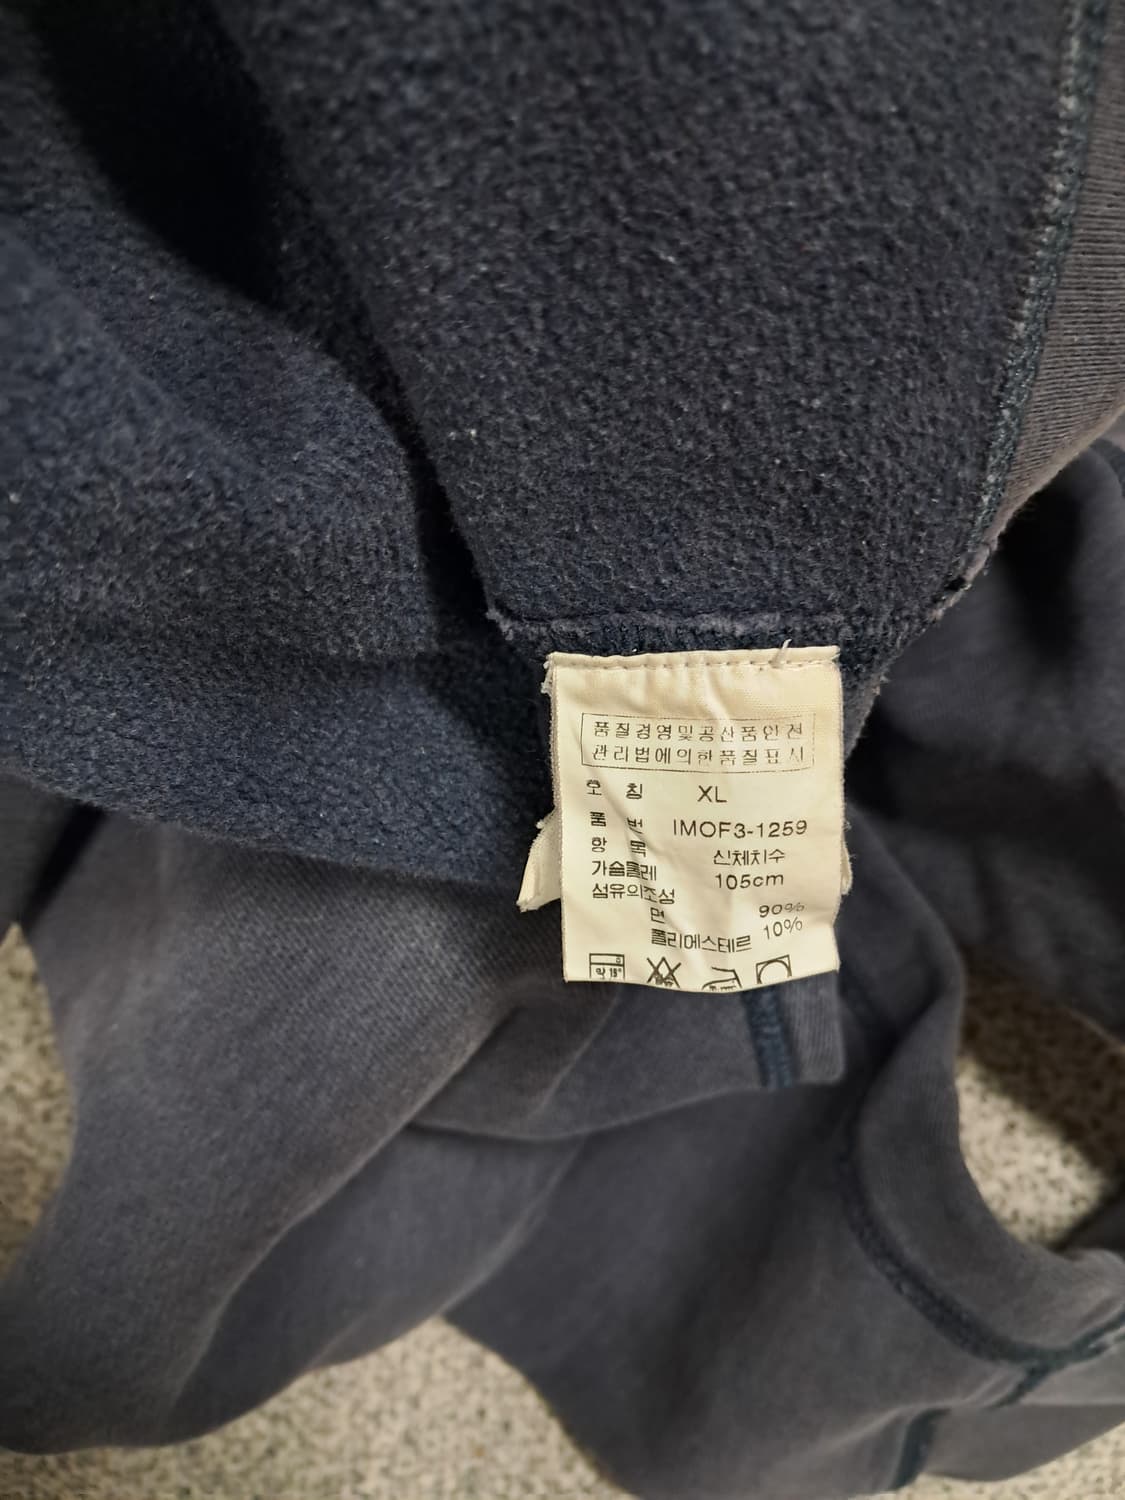 품질경영및공산품안전
관리법에의한품질표시
호 칭 XL
품 번 IMOF3-1259
항 목 신체치수
가슴둘레 105cm
섬유의조성
면 90%
폴리에스테르 10%